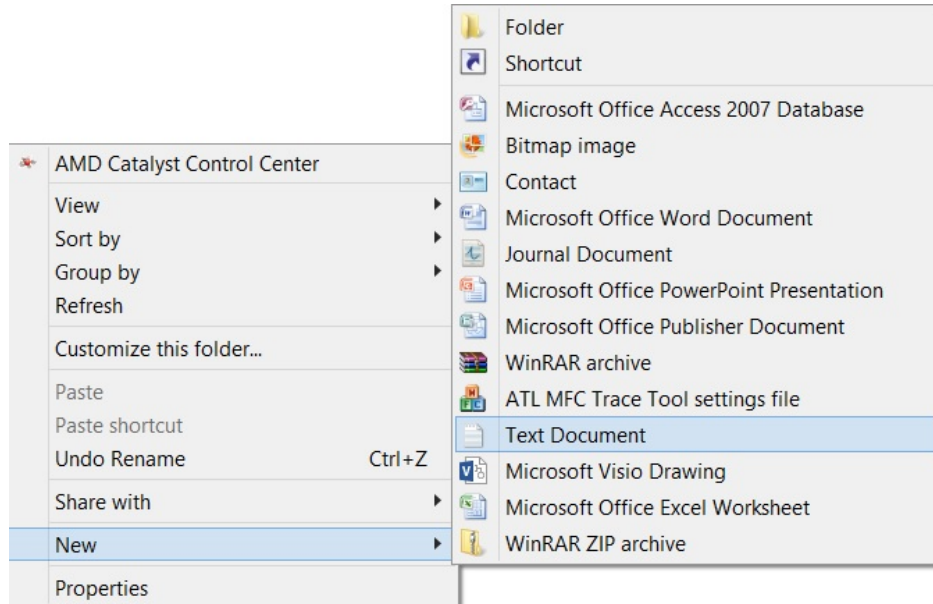 AMD Catalyst Control Center
View
Sort by
Group by
Refresh
Customize this folder...
Paste
Paste shortcut
Undo Rename Ctrl+Z
Share with
New
Properties
Folder
Shortcut
Microsoft Office Access 2007 Database
Bitmap image
Contact
Microsoft Office Word Document
Journal Document
Microsoft Office PowerPoint Presentation
Microsoft Office Publisher Document
WinRAR archive
ATL MFC Trace Tool settings file
Text Document
Microsoft Visio Drawing
Microsoft Office Excel Worksheet
WinRAR ZIP archive